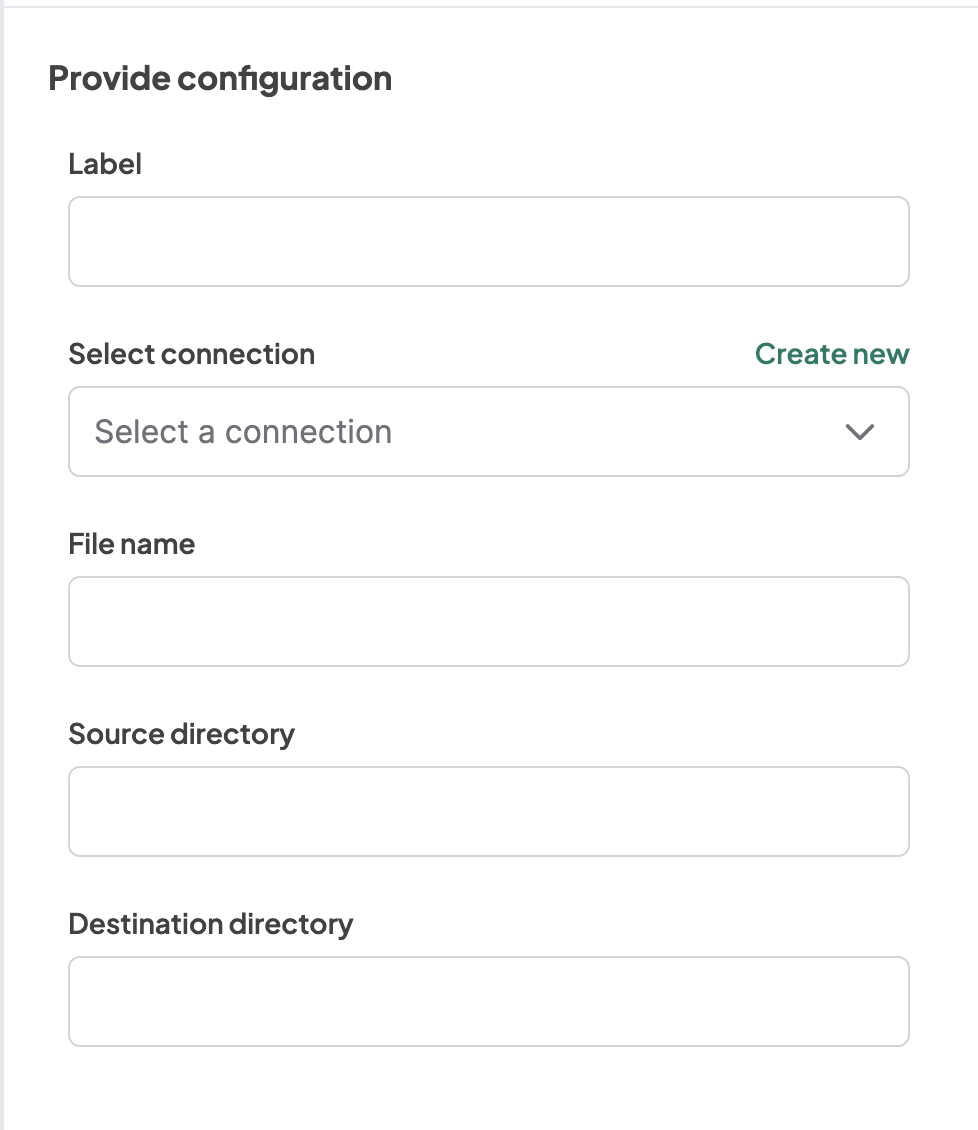 Provide configuration
Label
Select connection Create new
Select a connection
File name
Source directory
Destination directory